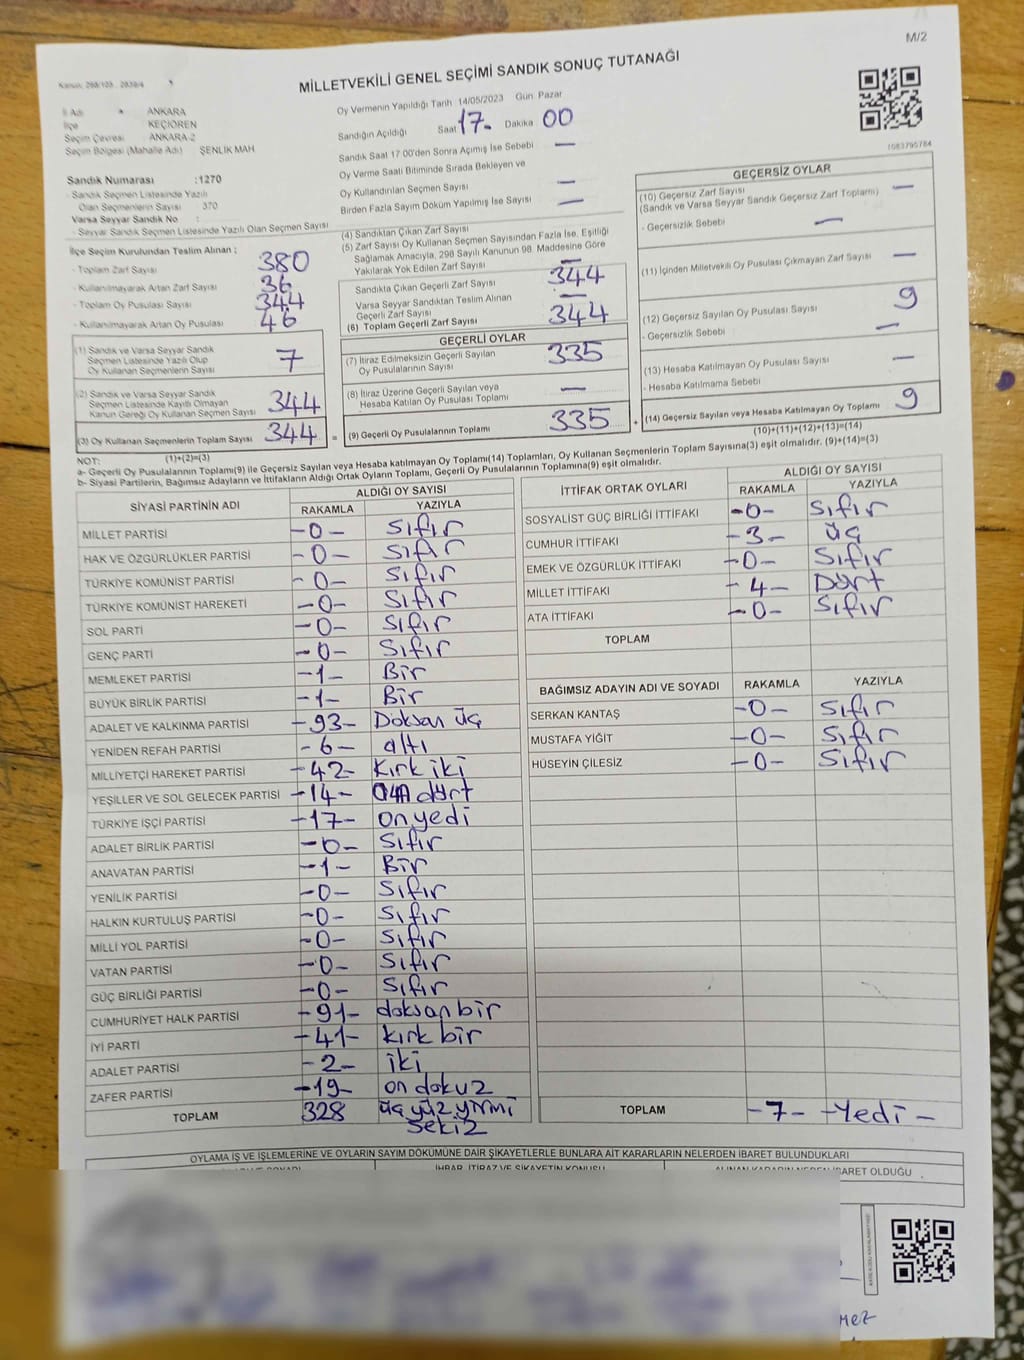 M/2
MİLLETVEKİLİ GENEL SEÇİMİ SANDIK SONUÇ TUTANAĞI
İl Adı ANKARA
İlçe KEÇİÖREN
Seçim Çevresi : ANKARA-2
Seçim Bölgesi (Mahalle Adı) ŞENLİK MAH.
Sandık Numarası :1270
- Sandık Seçmen Listesinde Yazılı
Olan Seçmenlerin Sayısı 370
Varsa Seyyar Sandık No :
- Seyyar Sandık Seçmen Listesinde Yazılı Olan Seçmen Sayısı
Oy Vermenin Yapıldığı Tarih 14/05/2023 Gün Pazar
Sandığın Açıldığı Saat 17- Dakika 00
Sandık Saat 17:00'den Sonra Açmış İse Sebebi —
Oy Verme Saati Bitiminde Sırada Bekleyen ve
Oy Kullandırılan Seçmen Sayısı —
Birden Fazla Sayım Döküm Yapılmış İse Sayısı —
1083795784
İlçe Seçim Kurulundan Teslim Alınan :
- Toplam Zarf Sayısı 380
- Kullanılmayarak Artan Zarf Sayısı 36
- Toplam Oy Pusulası Sayısı 344
- Kullanılmayarak Artan Oy Pusulası 46
(1) Sandık ve Varsa Seyyar Sandık
Seçmen Listesinde Yazılı Olup
Oy Kullanan Seçmenlerin Sayısı 7
(2) Sandık ve Varsa Seyyar Sandık
Seçmen Listesinde Kayıtlı Olmayan
Kanun Gereği Oy Kullanan Seçmen Sayısı 344
(3) Oy Kullanan Seçmenlerin Toplam Sayısı 344
(1)+(2)=(3)
(4) Sandıktan Çıkan Zarf Sayısı
(5) Zarf Sayısı Oy Kullanan Seçmen Sayısından Fazla İse, Eşitliği
Sağlamak Amacıyla, 298 Sayılı Kanunun 98. Maddesine Göre
Yakılarak Yok Edilen Zarf Sayısı —
Sandıkta Çıkan Geçerli Zarf Sayısı 344
Varsa Seyyar Sandıktan Teslim Alınan
Geçerli Zarf Sayısı —
(6) Toplam Geçerli Zarf Sayısı 344
GEÇERLİ OYLAR
(7) İtiraz Edilmeksizin Geçerli Sayılan
Oy Pusulalarının Sayısı 335
(8) İtiraz Üzerine Geçerli Sayılan veya
Hesaba Katılan Oy Pusulası Toplamı —
= (9) Geçerli Oy Pusulalarının Toplamı 335
GEÇERSİZ OYLAR
(10) Geçersiz Zarf Sayısı
(Sandık ve Varsa Seyyar Sandık Geçersiz Zarf Toplamı) —
- Geçersizlik Sebebi —
(11) İçinden Milletvekili Oy Pusulası Çıkmayan Zarf Sayısı —
(12) Geçersiz Sayılan Oy Pusulası Sayısı 9
- Geçersizlik Sebebi —
(13) Hesaba Katılmayan Oy Pusulası Sayısı —
- Hesaba Katılmama Sebebi
+ (14) Geçersiz Sayılan veya Hesaba Katılmayan Oy Toplamı 9
(10)+(11)+(12)+(13)=(14)
NOT:
a- Geçerli Oy Pusulalarının Toplamı(9) ile Geçersiz Sayılan veya Hesaba katılmayan Oy Toplamı(14) Toplamları, Oy Kullanan Seçmenlerin Toplam Sayısına(3) eşit olmalıdır. (9)+(14)=(3)
b- Siyasi Partilerin, Bağımsız Adayların ve İttifakların Aldığı Ortak Oyların Toplamı, Geçerli Oy Pusulalarının Toplamına(9) eşit olmalıdır.
SİYASİ PARTİNİN ADI ALDIĞI OY SAYISI
RAKAMLA YAZIYLA
MİLLET PARTİSİ -0- Sıfır
HAK VE ÖZGÜRLÜKLER PARTİSİ -0- Sıfır
TÜRKİYE KOMÜNİST PARTİSİ -0- Sıfır
TÜRKİYE KOMÜNİST HAREKETİ -0- Sıfır
SOL PARTİ -0- Sıfır
GENÇ PARTİ -0- Sıfır
MEMLEKET PARTİSİ -1- Bir
BÜYÜK BİRLİK PARTİSİ -1- Bir
ADALET VE KALKINMA PARTİSİ -93- Doksan üç
YENİDEN REFAH PARTİSİ -6- altı
MİLLİYETÇİ HAREKET PARTİSİ -42- Kırk iki
YEŞİLLER VE SOL GELECEK PARTİSİ -14- on dört
TÜRKİYE İŞÇİ PARTİSİ -17- on yedi
ADALET BİRLİK PARTİSİ -0- Sıfır
ANAVATAN PARTİSİ -1- Bir
YENİLİK PARTİSİ -0- Sıfır
HALKIN KURTULUŞ PARTİSİ -0- Sıfır
MİLLİ YOL PARTİSİ -0- Sıfır
VATAN PARTİSİ -0- Sıfır
GÜÇ BİRLİĞİ PARTİSİ -0- Sıfır
CUMHURİYET HALK PARTİSİ -91- doksan bir
İYİ PARTİ -41- kırk bir
ADALET PARTİSİ -2- iki
ZAFER PARTİSİ -19- on dokuz
TOPLAM 328 üç yüz yirmi
sekiz
İTTİFAK ORTAK OYLARI ALDIĞI OY SAYISI
RAKAMLA YAZIYLA
SOSYALİST GÜÇ BİRLİĞİ İTTİFAKI -0- Sıfır
CUMHUR İTTİFAKI -3- üç
EMEK VE ÖZGÜRLÜK İTTİFAKI -0- Sıfır
MİLLET İTTİFAKI -4- Dört
ATA İTTİFAKI -0- Sıfır
TOPLAM
BAĞIMSIZ ADAYIN ADI VE SOYADI RAKAMLA YAZIYLA
SERKAN KANTAŞ -0- Sıfır
MUSTAFA YİĞİT -0- Sıfır
HÜSEYİN ÇİLESİZ -0- Sıfır
TOPLAM -7- -Yedi-
OYLAMA İŞ VE İŞLEMLERİNE VE OYLARIN SAYIM DÖKÜMÜNE DAİR ŞİKAYETLERLE BUNLARA AİT KARARLARIN NELERDEN İBARET BULUNDUKLARI
İHBAR, İTİRAZ VE ŞİKAYETİN KONUSU
ALINAN KARARIN NEDEN İBARET OLDUĞU